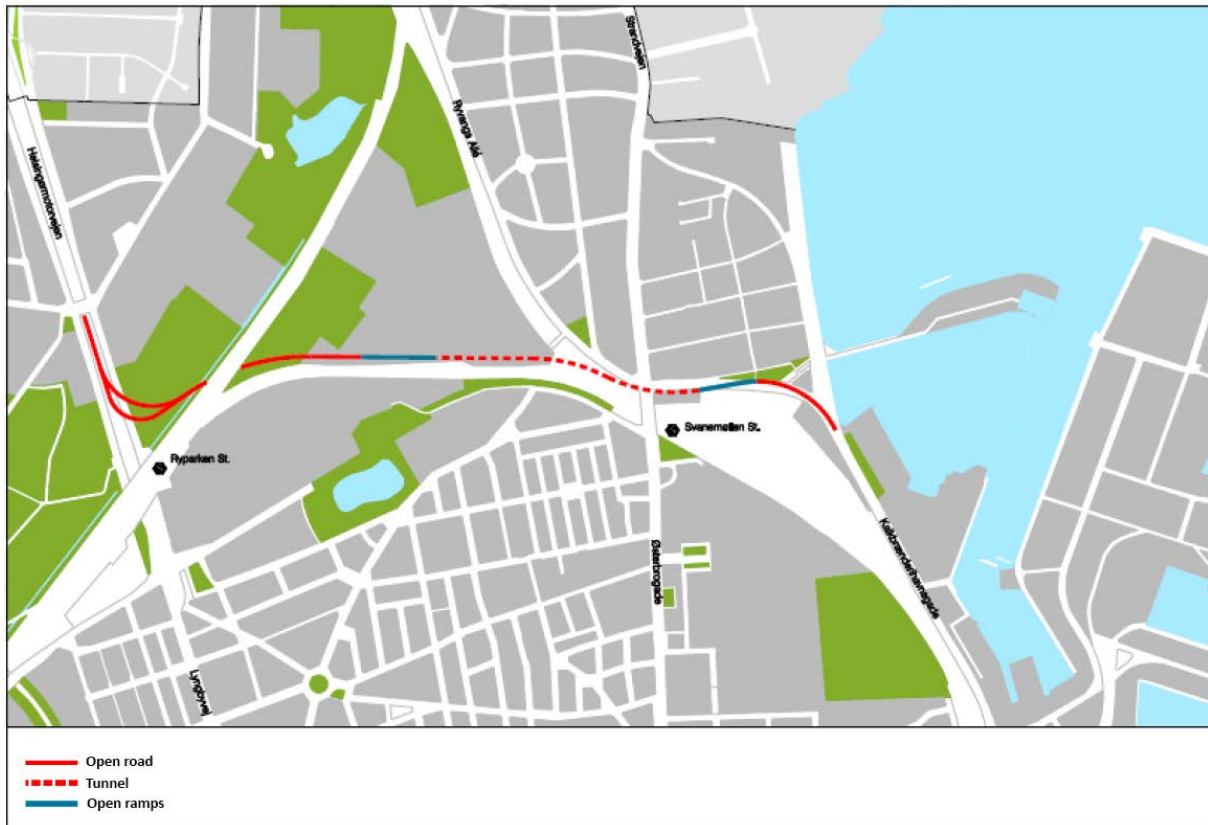 Strandvejen
Ryvangs Allé
Helsingørmotorvejen
Ryparken St.
Svanemøllen St.
Kalkbrænderihavnsgade
Østerbrogade
Lyngbyvej
Open road
Tunnel
Open ramps